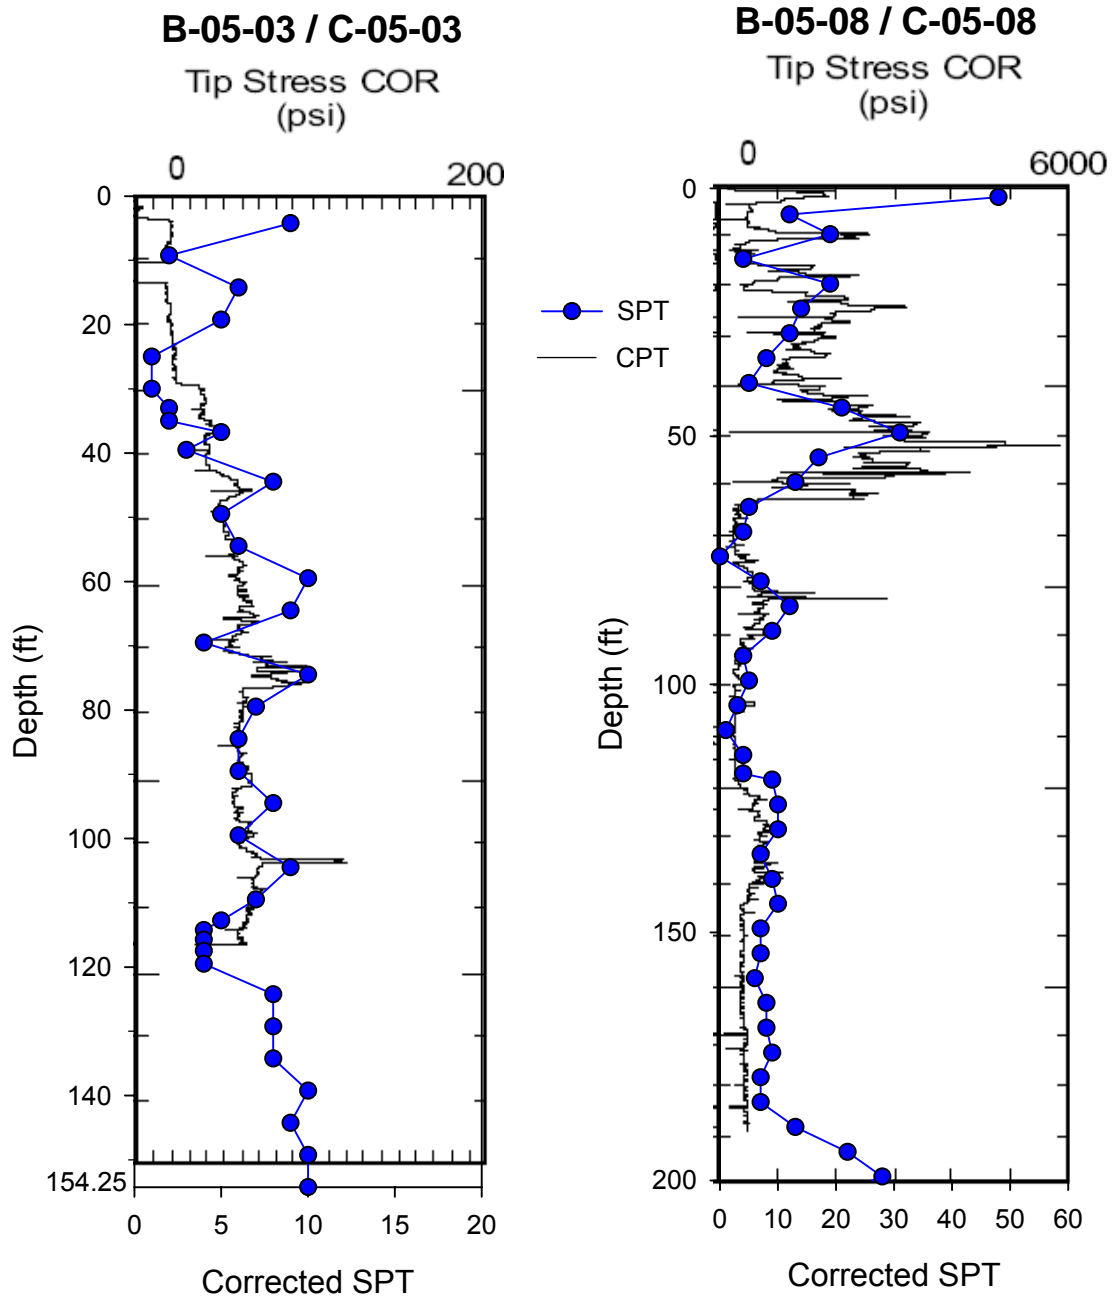 B-05-03 / C-05-03
Tip Stress COR
(psi)
0
200
0
20
40
60
80
100
120
140
154.25
0
5
10
15
20
Depth (ft)
Corrected SPT
SPT
CPT
B-05-08 / C-05-08
Tip Stress COR
(psi)
0
6000
0
50
100
150
200
0
10
20
30
40
50
60
Depth (ft)
Corrected SPT